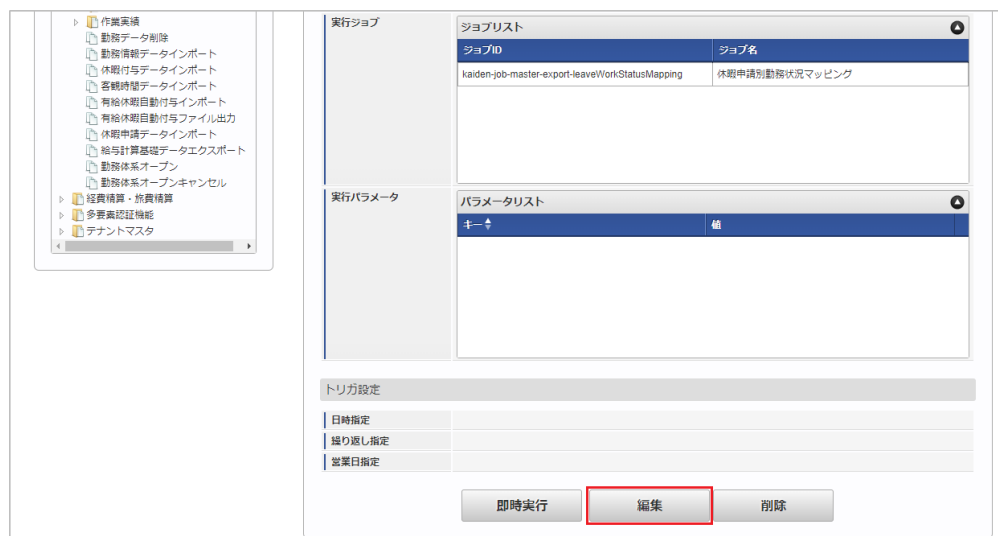 作業実績
勤務データ削除
勤務情報データインポート
休暇付与データインポート
客観時間データインポート
有給休暇自動付与インポート
有給休暇自動付与ファイル出力
休暇申請データインポート
給与計算基礎データエクスポート
勤務体系オープン
勤務体系オープンキャンセル
経費精算・旅費精算
多要素認証機能
テナントマスタ
実行ジョブ
ジョブリスト
ジョブID ジョブ名
kaiden-job-master-export-leaveWorkStatusMapping 休暇申請別勤務状況マッピング
実行パラメータ
パラメータリスト
キー 値
トリガ設定
日時指定
繰り返し指定
営業日指定
即時実行 編集 削除